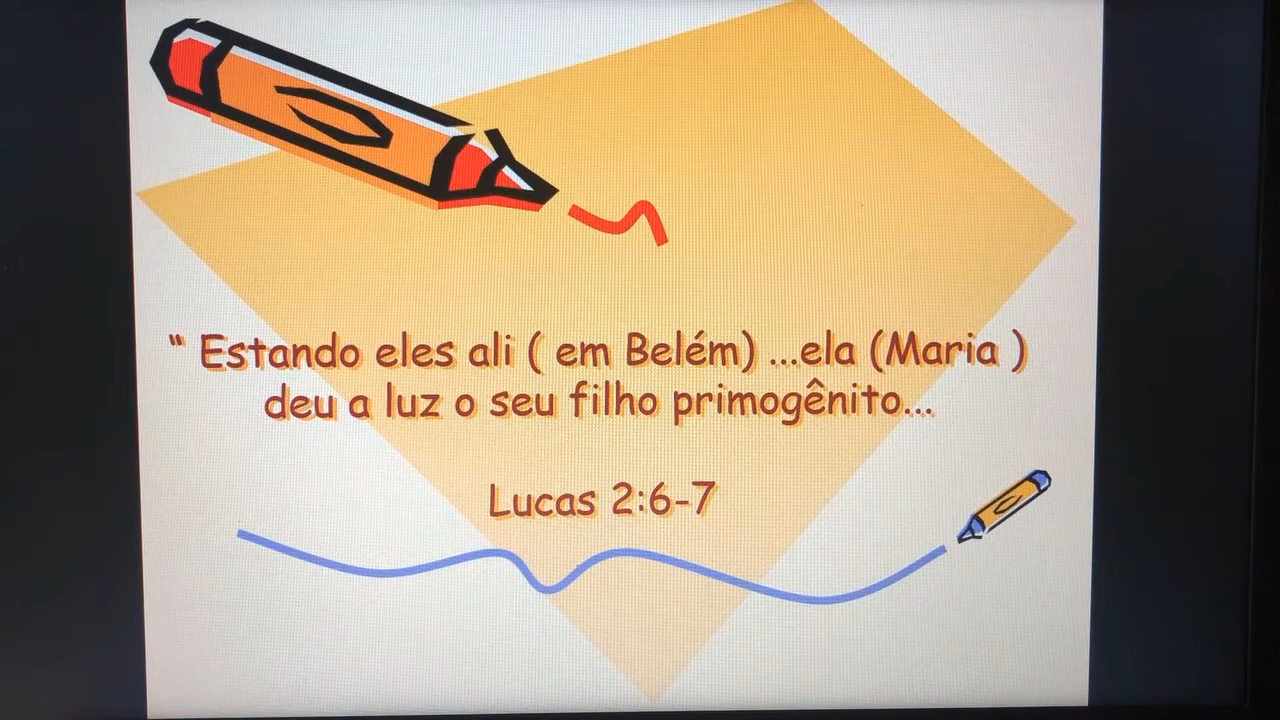 “ Estando eles ali ( em Belém) ...ela (Maria )
deu a luz o seu filho primogênito...
Lucas 2:6-7